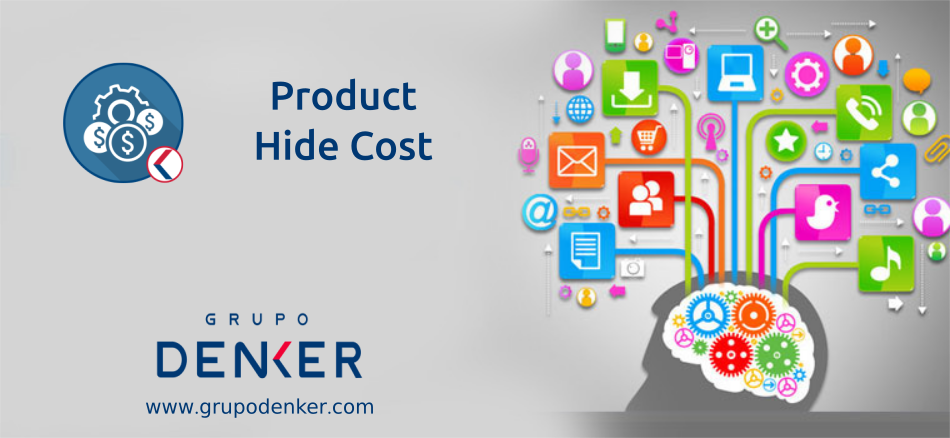 Product
Hide Cost
GRUPO
DENKER
www.grupodenker.com
$ $ $
@